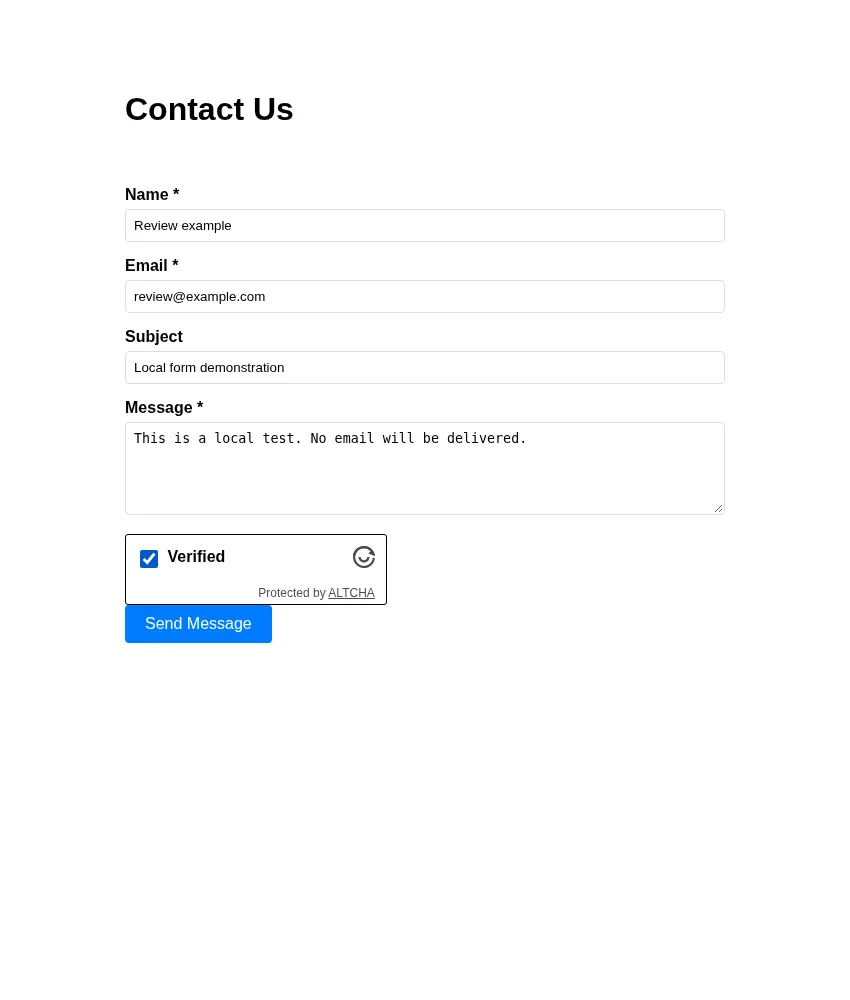 Contact Us
Name *
Review example
Email *
review@example.com
Subject
Local form demonstration
Message *
This is a local test. No email will be delivered.
Verified
Protected by ALTCHA
Send Message